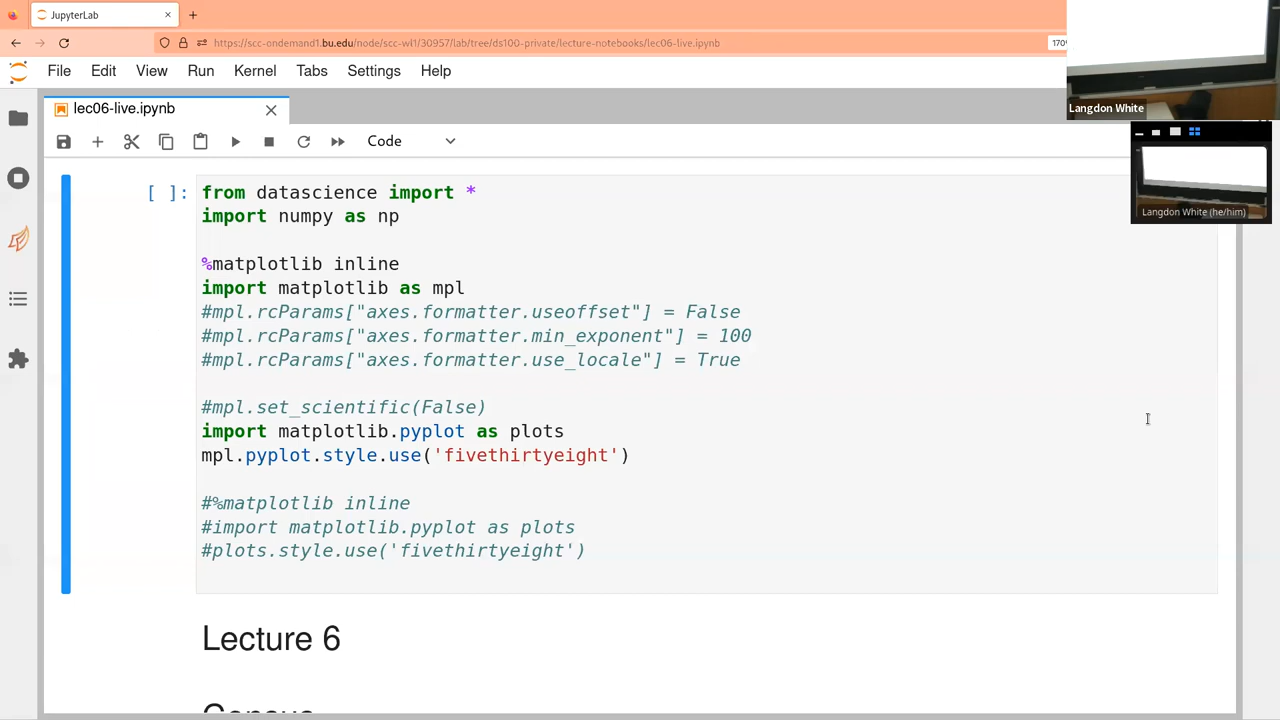 JupyterLab
https://scc-ondemand1.bu.edu/node/scc-wl1/30957/lab/tree/ds100-private/lecture-notebooks/lec06-live.ipynb
170%
File Edit View Run Kernel Tabs Settings Help
Langdon White
lec06-live.ipynb
Code
Langdon White (he/him)
[ ]:
from datascience import *
import numpy as np
%matplotlib inline
import matplotlib as mpl
#mpl.rcParams["axes.formatter.useoffset"] = False
#mpl.rcParams["axes.formatter.min_exponent"] = 100
#mpl.rcParams["axes.formatter.use_locale"] = True
#mpl.set_scientific(False)
import matplotlib.pyplot as plots
mpl.pyplot.style.use('fivethirtyeight')
#%matplotlib inline
#import matplotlib.pyplot as plots
#plots.style.use('fivethirtyeight')
Lecture 6
Census